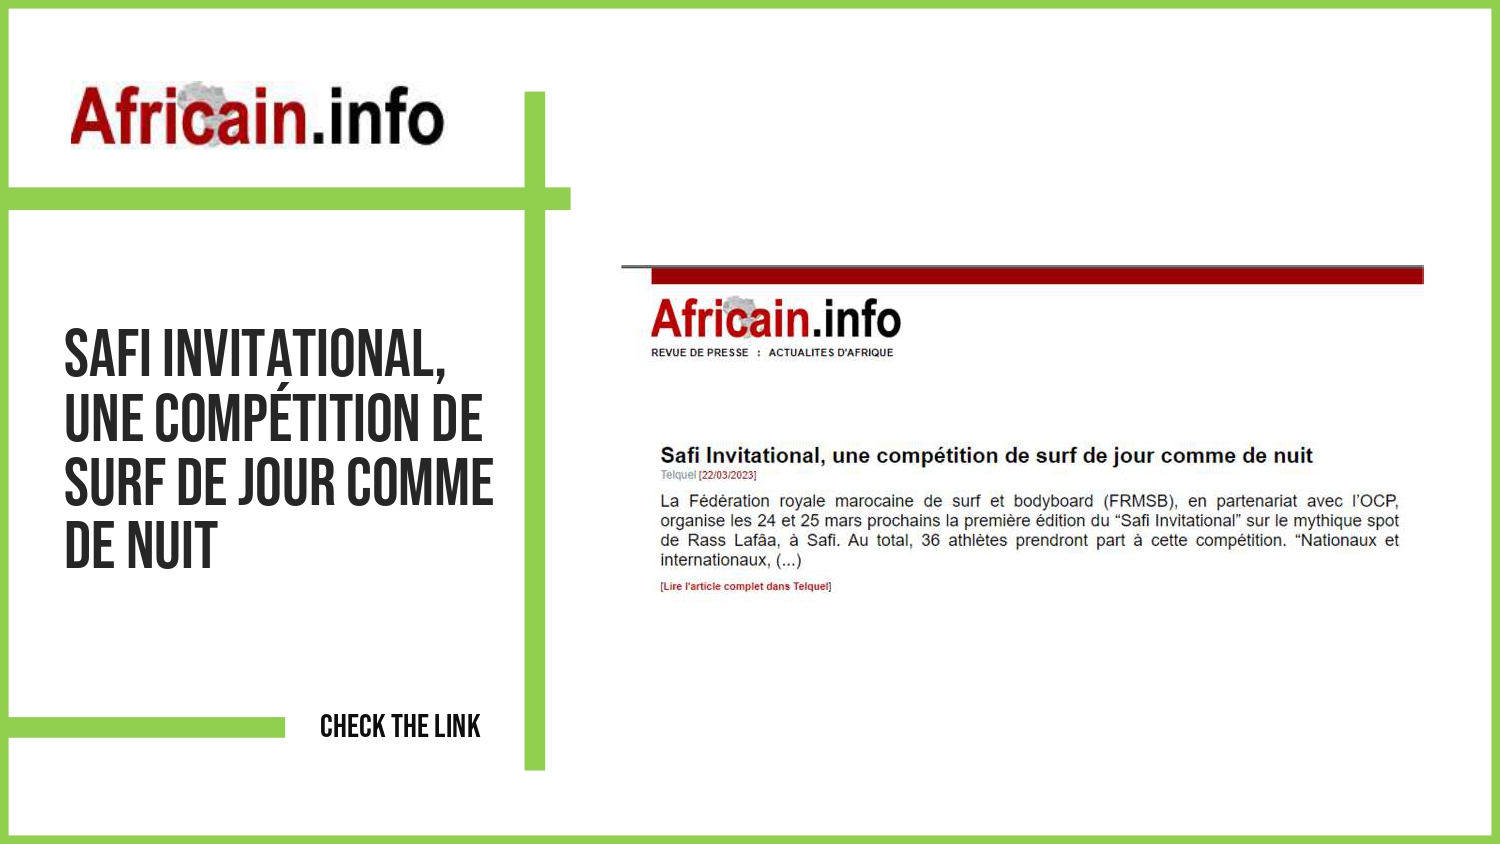 Africain.info
SAFI INVITATIONAL,
UNE COMPÉTITION DE
SURF DE JOUR COMME
DE NUIT
CHECK THE LINK
Africain.info
REVUE DE PRESSE : ACTUALITES D'AFRIQUE
Safi Invitational, une compétition de surf de jour comme de nuit
Telquel [22/03/2023]
La Fédération royale marocaine de surf et bodyboard (FRMSB), en partenariat avec l’OCP,
organise les 24 et 25 mars prochains la première édition du “Safi Invitational” sur le mythique spot
de Rass Lafâa, à Safi. Au total, 36 athlètes prendront part à cette compétition. “Nationaux et
internationaux, (...)
[Lire l'article complet dans Telquel]